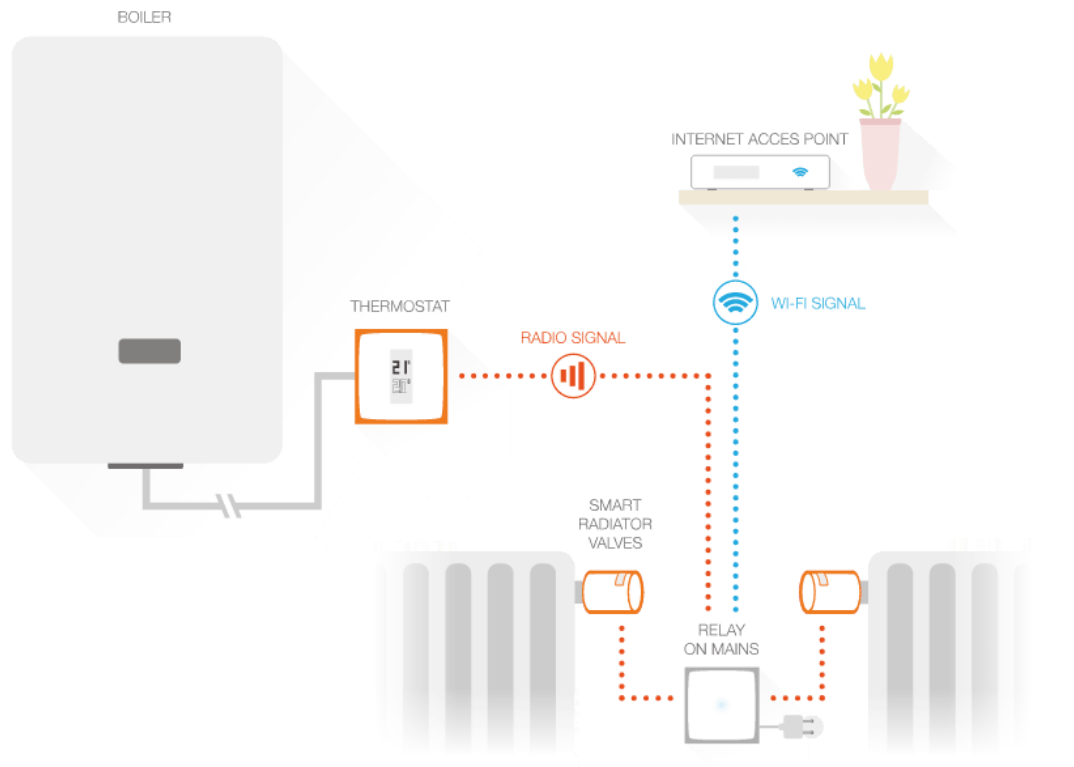 BOILER
INTERNET ACCES POINT
THERMOSTAT
WI-FI SIGNAL
RADIO SIGNAL
21°
SMART
RADIATOR
VALVES
RELAY
ON MAINS